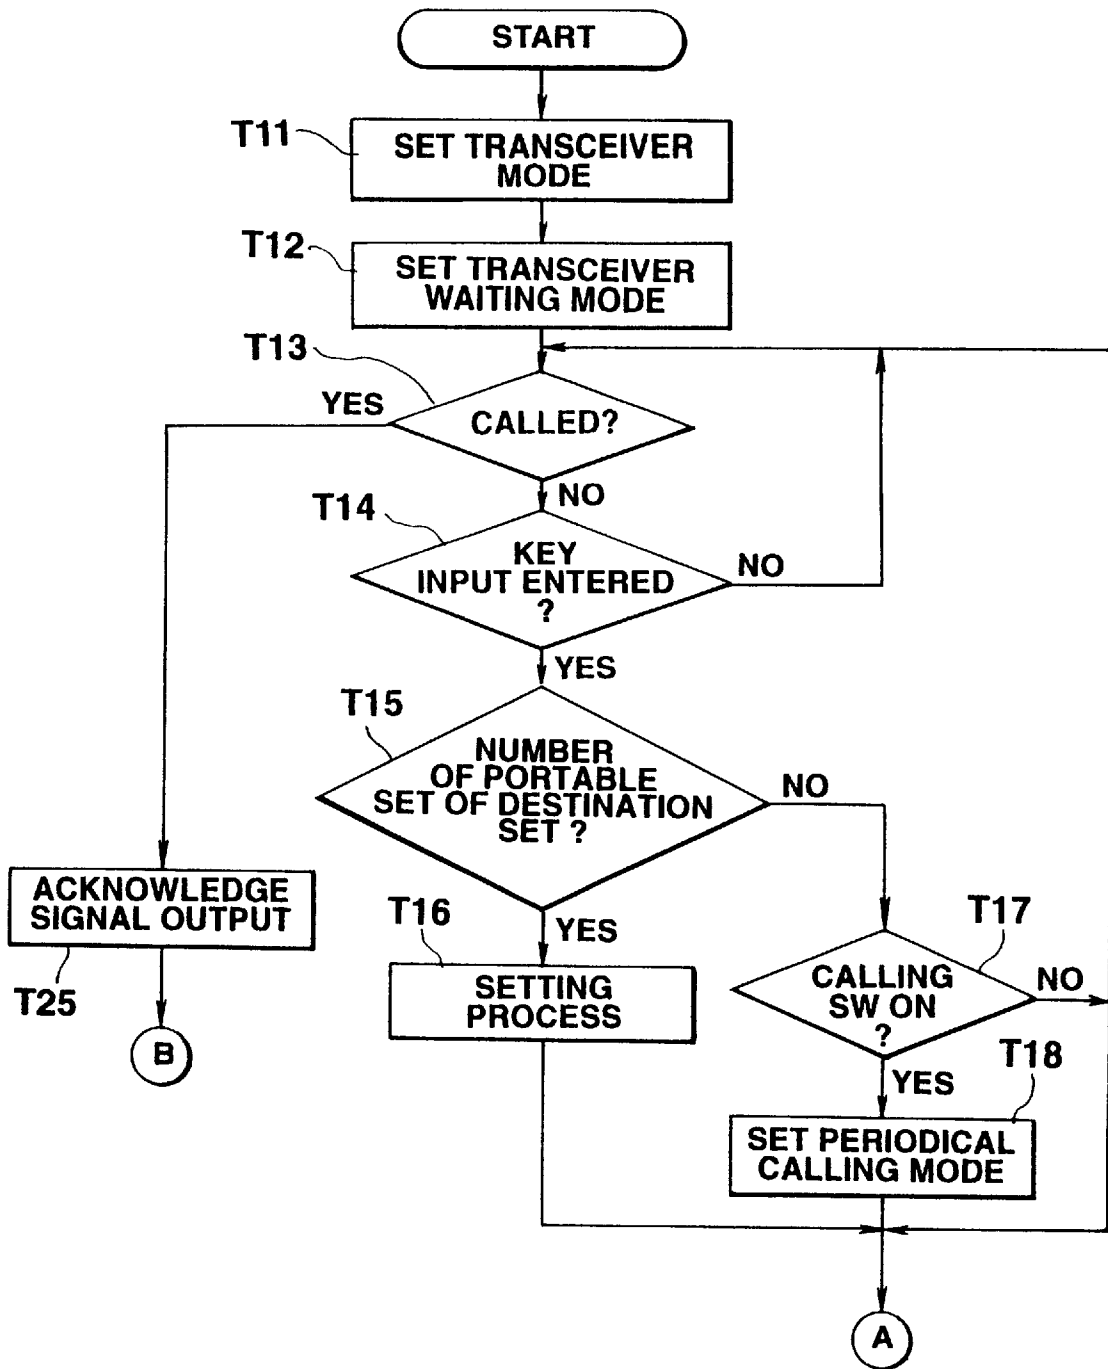 START
T11
SET TRANSCEIVER
MODE
T12
SET TRANSCEIVER
WAITING MODE
T13
YES
CALLED?
NO
T14
KEY
INPUT ENTERED
?
NO
YES
T15
NUMBER
OF PORTABLE
SET OF DESTINATION
SET ?
NO
ACKNOWLEDGE
SIGNAL OUTPUT
T25
B
T16
YES
SETTING
PROCESS
T17
CALLING
SW ON
?
NO
YES
T18
SET PERIODICAL
CALLING MODE
A